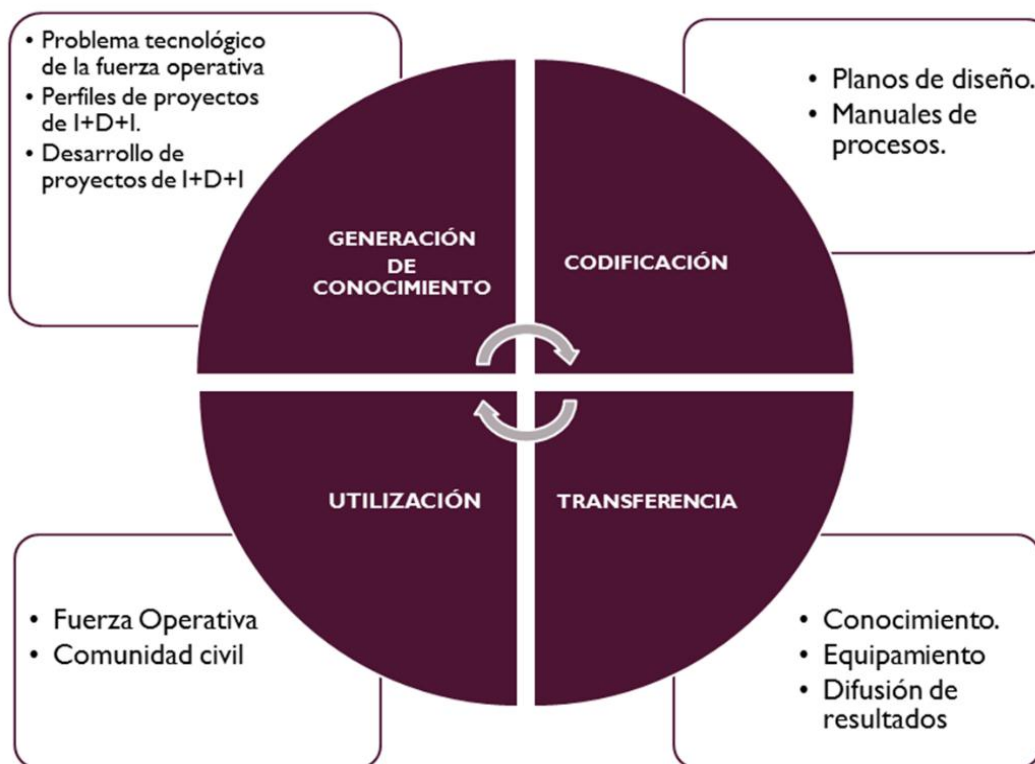 • Problema tecnológico
de la fuerza operativa
• Perfiles de proyectos
de I+D+I.
• Desarrollo de
proyectos de I+D+I
• Planos de diseño.
• Manuales de
procesos.
GENERACIÓN
DE
CONOCIMIENTO
CODIFICACIÓN
UTILIZACIÓN
TRANSFERENCIA
• Fuerza Operativa
• Comunidad civil
• Conocimiento.
• Equipamiento
• Difusión de
resultados